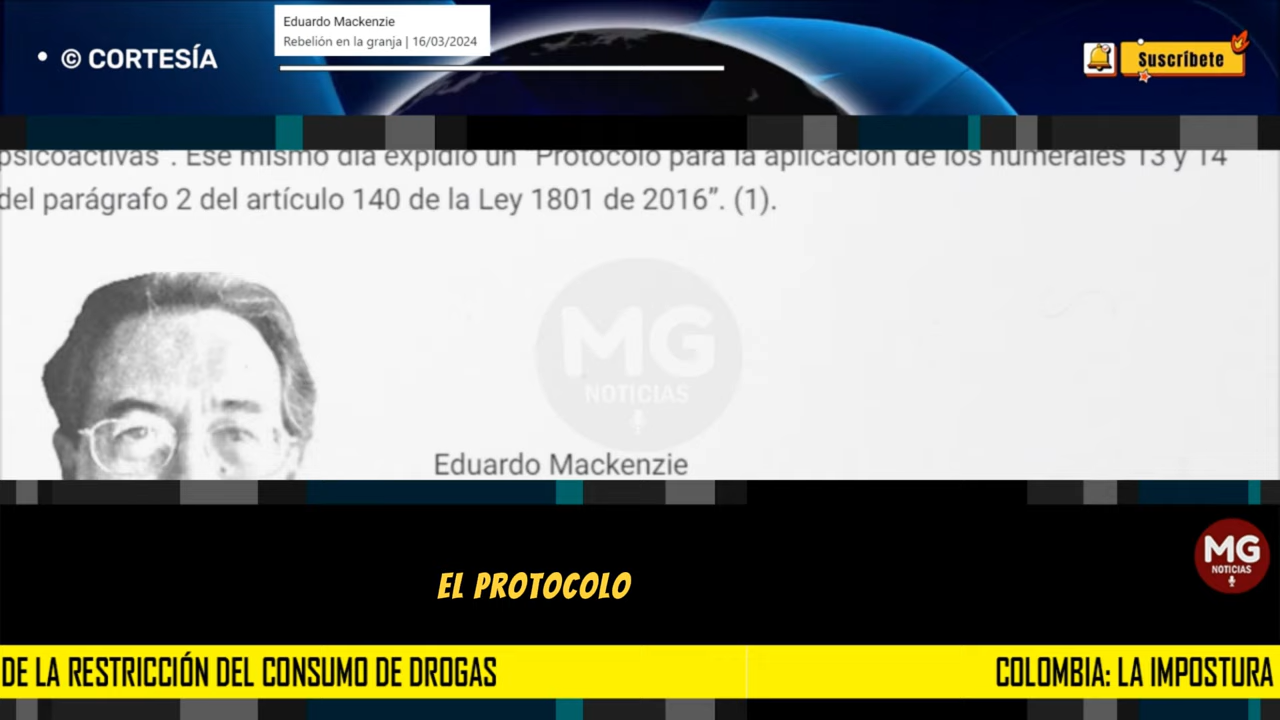 Eduardo Mackenzie
Rebelión en la granja | 16/03/2024
• © CORTESÍA
Suscríbete
psicoactivas". Ese mismo día expidió un "Protocolo para la aplicación de los numerales 13 y 14
del parágrafo 2 del artículo 140 de la Ley 1801 de 2016”. (1).
MG
NOTICIAS
Eduardo Mackenzie
MG
NOTICIAS
EL PROTOCOLO
DE LA RESTRICCIÓN DEL CONSUMO DE DROGAS
COLOMBIA: LA IMPOSTURA